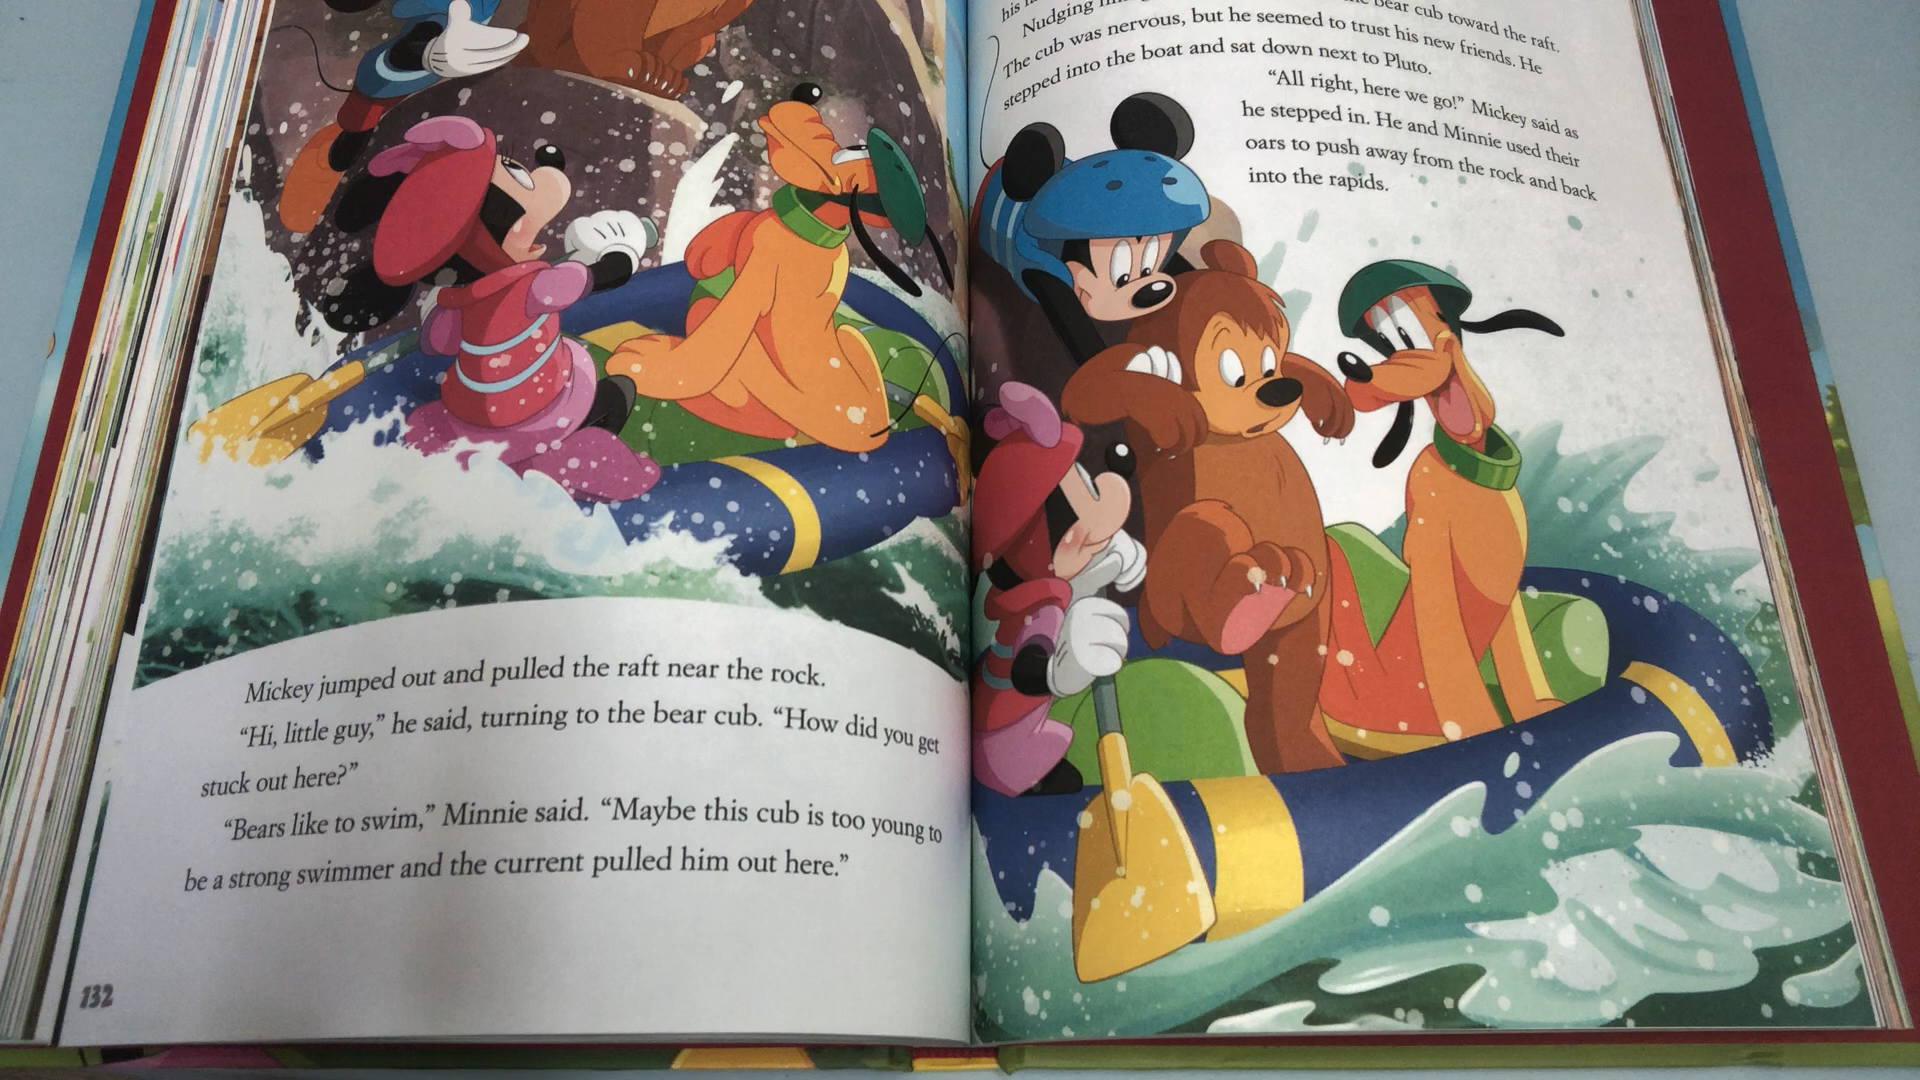 Mickey jumped out and pulled the raft near the rock.
“Hi, little guy,” he said, turning to the bear cub. “How did you get
stuck out here?”
“Bears like to swim,” Minnie said. “Maybe this cub is too young to
be a strong swimmer and the current pulled him out here.”
132
his
Nudging bear cub toward the raft.
The cub was nervous, but he seemed to trust his new friends. He
stepped into the boat and sat down next to Pluto.
“All right, here we go!” Mickey said as
he stepped in. He and Minnie used their
oars to push away from the rock and back
into the rapids.